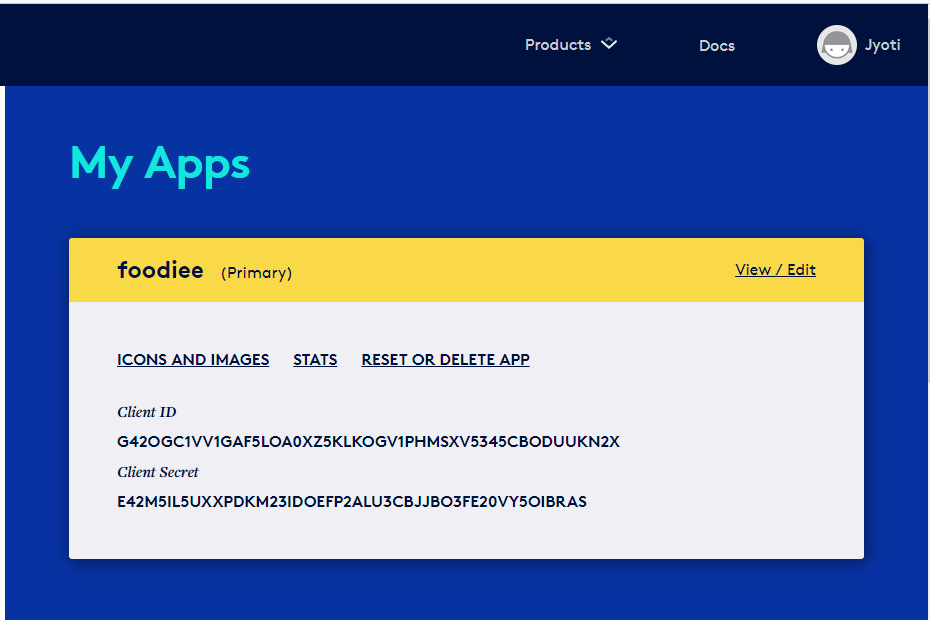 Products
Docs
Jyoti
My Apps
foodiee (Primary)
View / Edit
ICONS AND IMAGES STATS RESET OR DELETE APP
Client ID
G42OGC1VV1GAF5LOA0XZ5KLKOGV1PHMSXV5345CBODUUKN2X
Client Secret
E42M5IL5UXXPDKM23IDOEFP2ALU3CBJJBO3FE20VY5OIBRAS